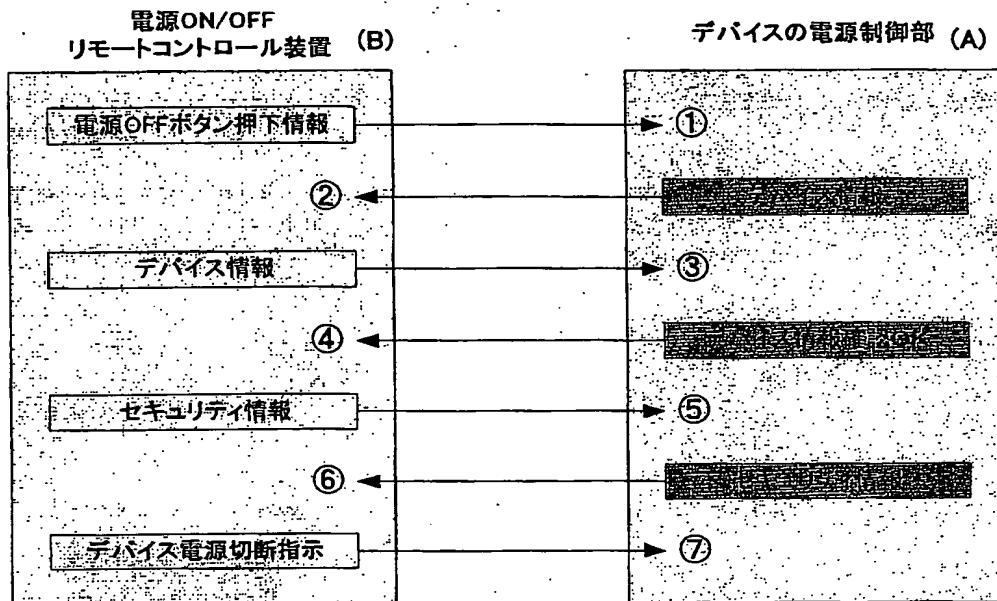 電源ON/OFF
リモートコントロール装置 (B)
デバイスの電源制御部 (A)
電源OFFボタン押下情報
①
②
デバイス情報
③
④
セキュリティ情報
⑤
⑥
デバイス電源切断指示
⑦